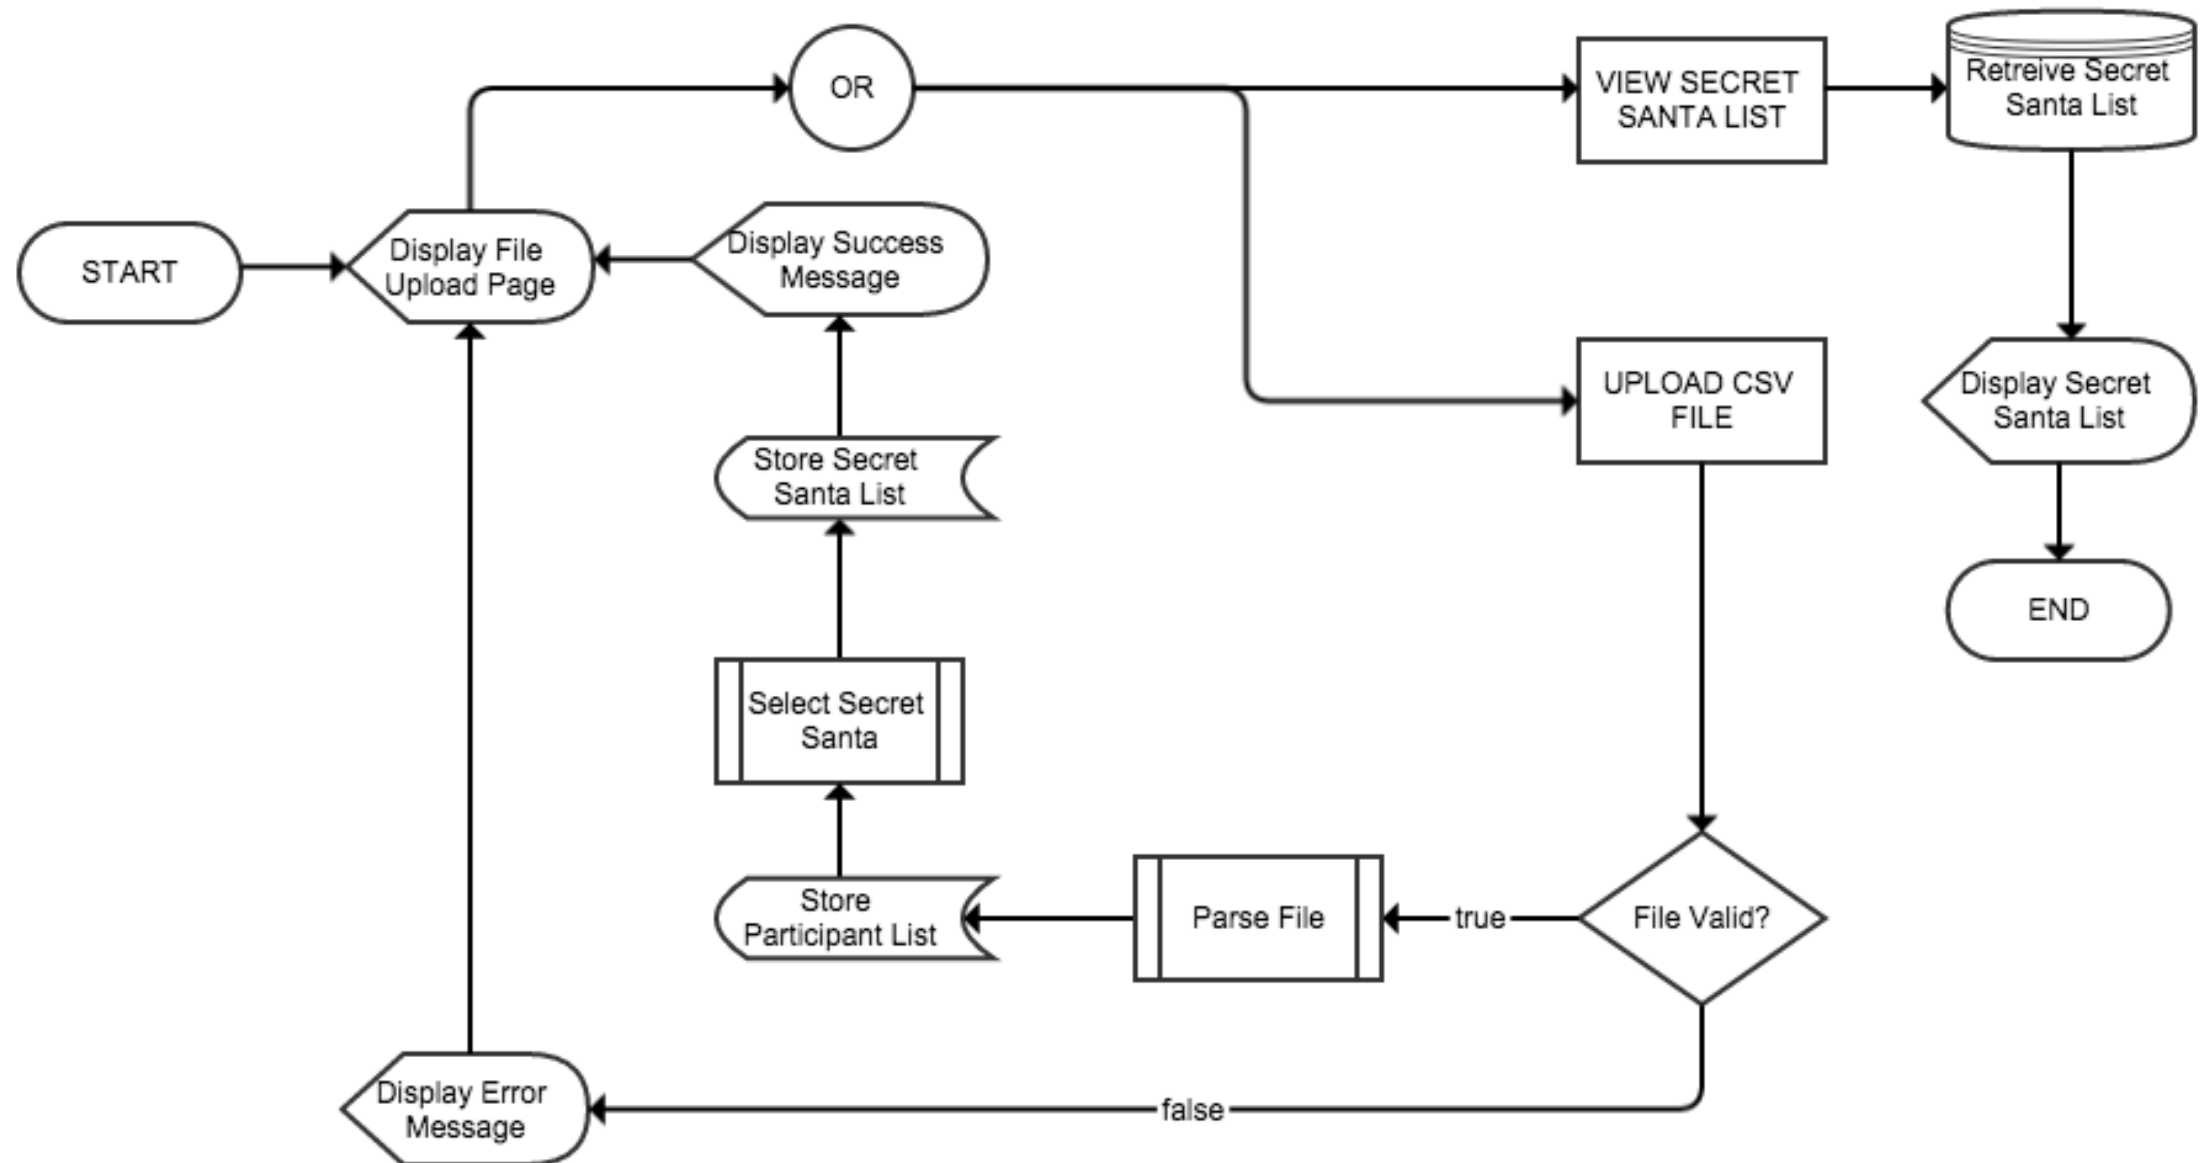 OR
VIEW SECRET
SANTA LIST
Retreive Secret
Santa List
START
Display File
Upload Page
Display Success
Message
UPLOAD CSV
FILE
Display Secret
Santa List
Store Secret
Santa List
END
Select Secret
Santa
Store
Participant List
Parse File
true
File Valid?
Display Error
Message
false